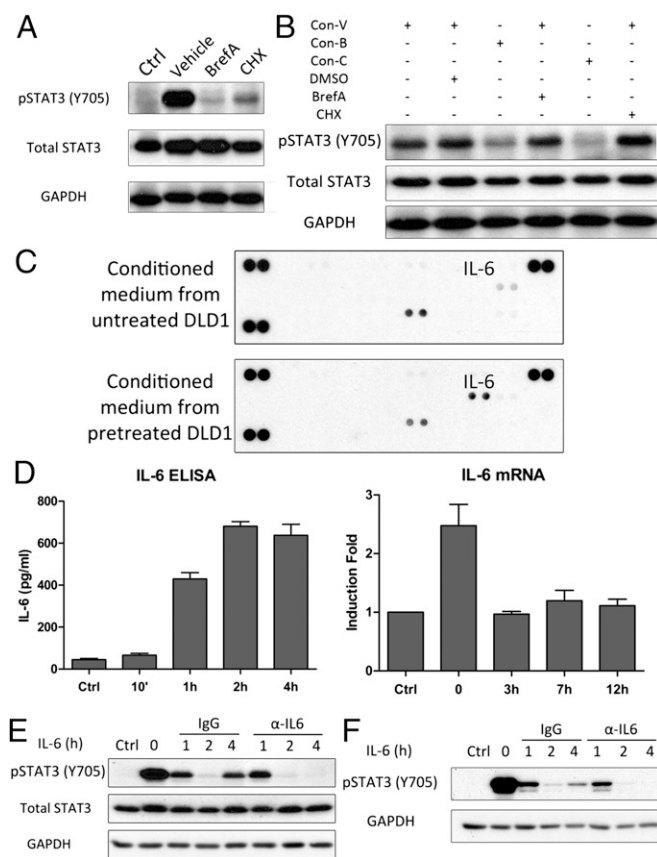 A
Ctrl Vehicle BrefA CHX
pSTAT3 (Y705)
Total STAT3
GAPDH
B
Con-V + + - + - +
Con-B - - + - - -
Con-C - - - - + -
DMSO - + - - - -
BrefA - - - + - -
CHX - - - - - +
pSTAT3 (Y705)
Total STAT3
GAPDH
C
Conditioned
medium from
untreated DLD1
IL-6
Conditioned
medium from
pretreated DLD1
IL-6
D
IL-6 ELISA
IL-6 (pg/ml)
800
600
400
200
0
Ctrl 10' 1h 2h 4h
IL-6 mRNA
Induction Fold
3
2
1
0
Ctrl 0 3h 7h 12h
E
IgG α-IL6
IL-6 (h) Ctrl 0 1 2 4 1 2 4
pSTAT3 (Y705)
Total STAT3
GAPDH
F
IgG α-IL6
IL-6 (h) Ctrl 0 1 2 4 1 2 4
pSTAT3 (Y705)
GAPDH